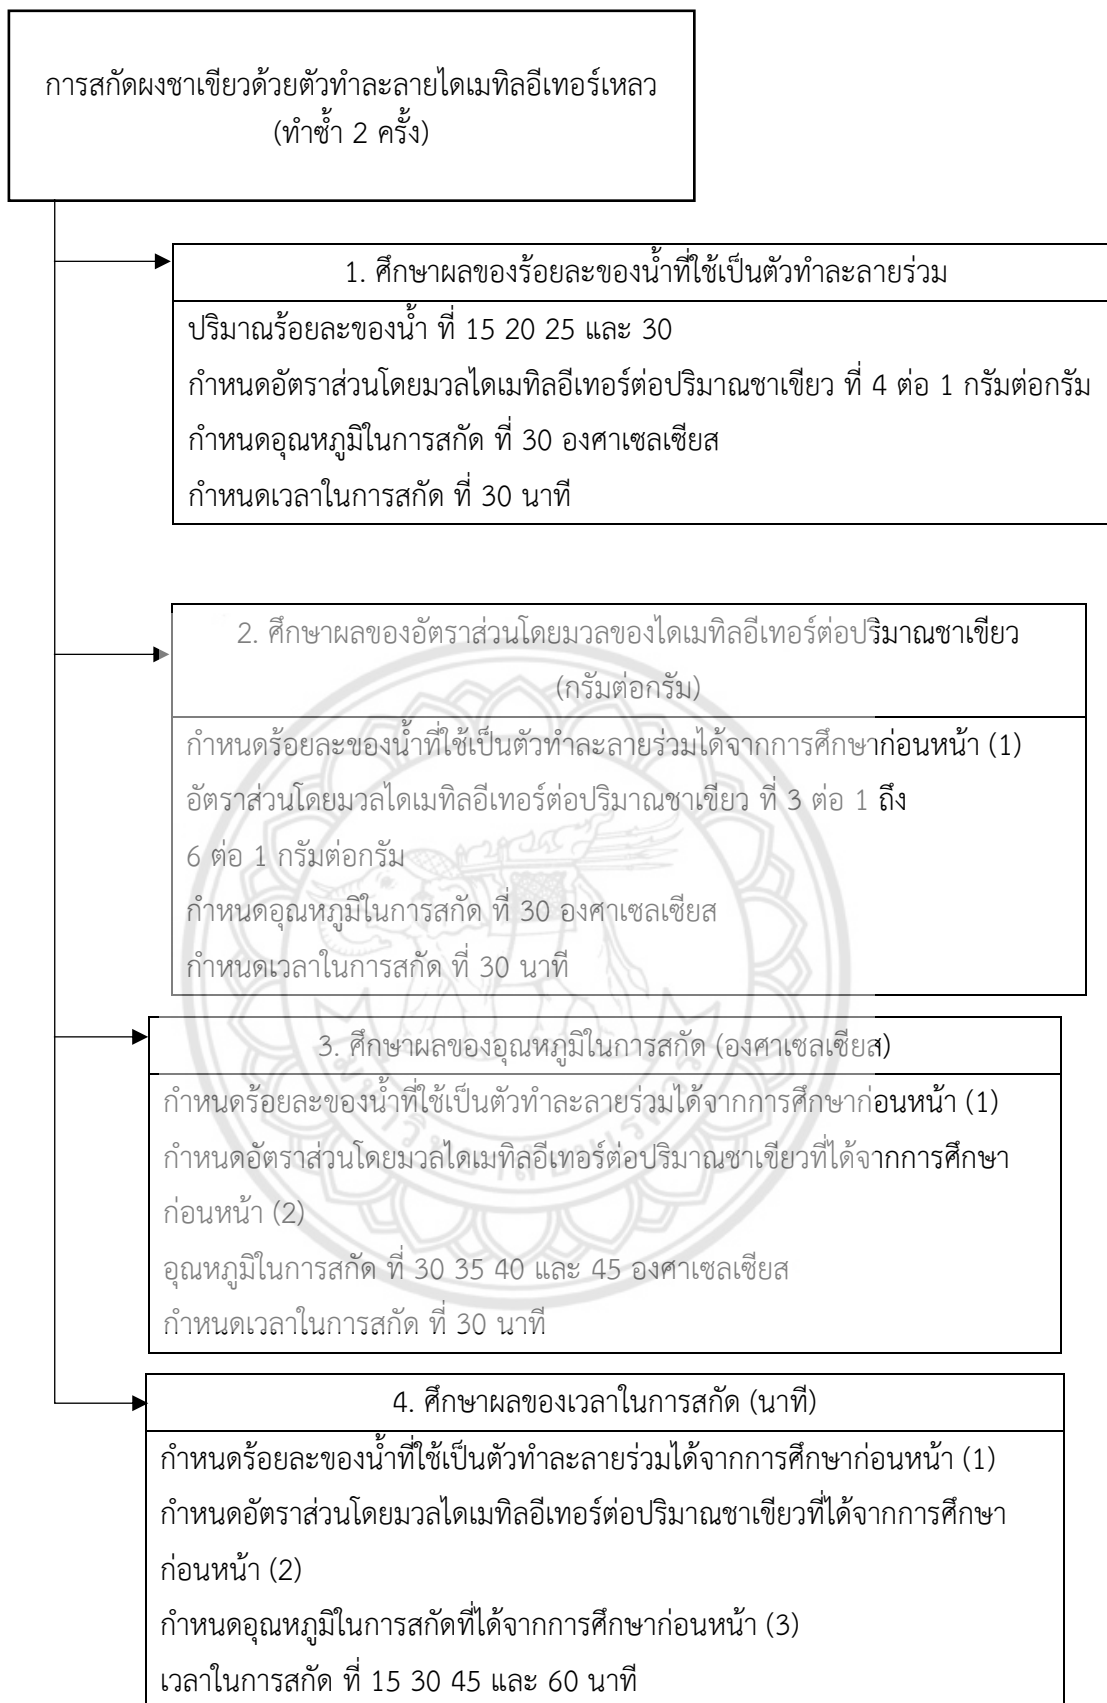 การสกัดผงชาเขียวด้วยตัวทำละลายไดเมทิลอีเทอร์เหลว
(ทำซ้ำ 2 ครั้ง)
1. ศึกษาผลของร้อยละของน้ำที่ใช้เป็นตัวทำละลายร่วม
ปริมาณร้อยละของน้ำ ที่ 15 20 25 และ 30
กำหนดอัตราส่วนโดยมวลไดเมทิลอีเทอร์ต่อปริมาณชาเขียว ที่ 4 ต่อ 1 กรัมต่อกรัม
กำหนดอุณหภูมิในการสกัด ที่ 30 องศาเซลเซียส
กำหนดเวลาในการสกัด ที่ 30 นาที
2. ศึกษาผลของอัตราส่วนโดยมวลของไดเมทิลอีเทอร์ต่อปริมาณชาเขียว
(กรัมต่อกรัม)
กำหนดร้อยละของน้ำที่ใช้เป็นตัวทำละลายร่วมได้จากการศึกษาก่อนหน้า (1)
อัตราส่วนโดยมวลไดเมทิลอีเทอร์ต่อปริมาณชาเขียว ที่ 3 ต่อ 1 ถึง
6 ต่อ 1 กรัมต่อกรัม
กำหนดอุณหภูมิในการสกัด ที่ 30 องศาเซลเซียส
กำหนดเวลาในการสกัด ที่ 30 นาที
3. ศึกษาผลของอุณหภูมิในการสกัด (องศาเซลเซียส)
กำหนดร้อยละของน้ำที่ใช้เป็นตัวทำละลายร่วมได้จากการศึกษาก่อนหน้า (1)
กำหนดอัตราส่วนโดยมวลไดเมทิลอีเทอร์ต่อปริมาณชาเขียวที่ได้จากการศึกษา
ก่อนหน้า (2)
อุณหภูมิในการสกัด ที่ 30 35 40 และ 45 องศาเซลเซียส
กำหนดเวลาในการสกัด ที่ 30 นาที
มหาวิทยาลัยนเรศวร
4. ศึกษาผลของเวลาในการสกัด (นาที)
กำหนดร้อยละของน้ำที่ใช้เป็นตัวทำละลายร่วมได้จากการศึกษาก่อนหน้า (1)
กำหนดอัตราส่วนโดยมวลไดเมทิลอีเทอร์ต่อปริมาณชาเขียวที่ได้จากการศึกษา
ก่อนหน้า (2)
กำหนดอุณหภูมิในการสกัดที่ได้จากการศึกษาก่อนหน้า (3)
เวลาในการสกัด ที่ 15 30 45 และ 60 นาที